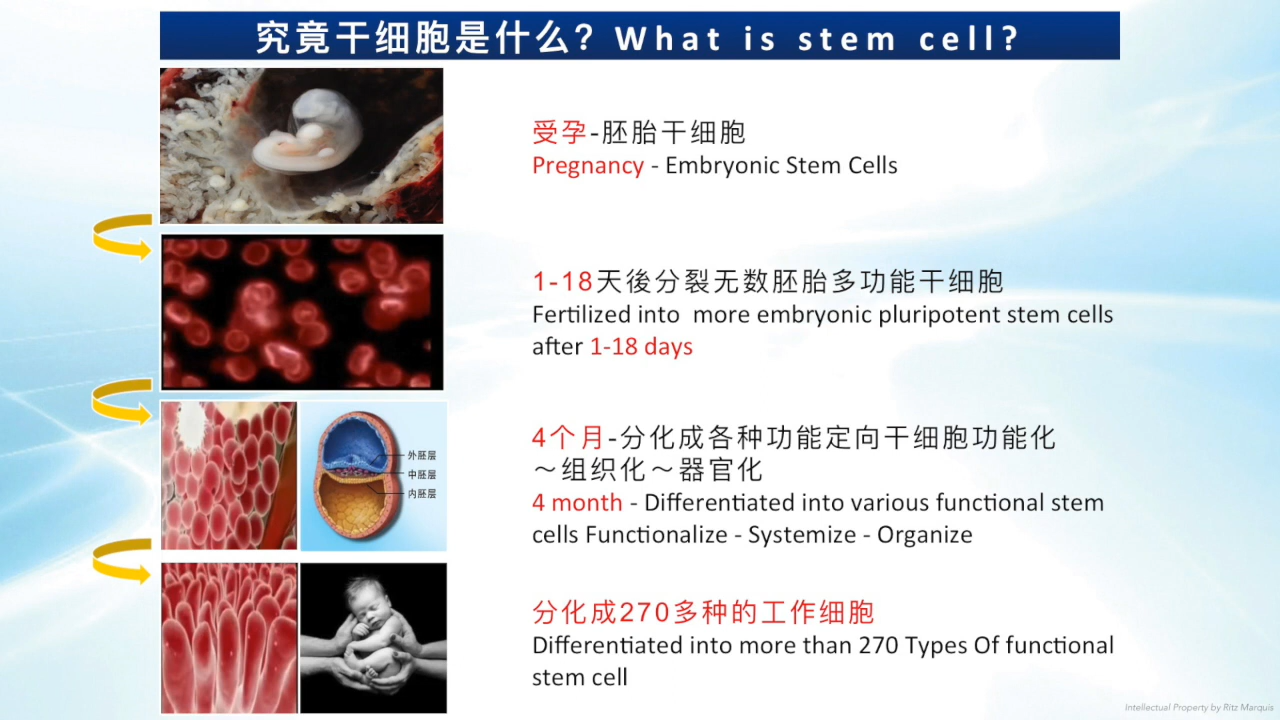 究竟干细胞是什么？What is stem cell?
受孕-胚胎干细胞
Pregnancy - Embryonic Stem Cells
1-18天後分裂无数胚胎多功能干细胞
Fertilized into more embryonic pluripotent stem cells
after 1-18 days
外胚层
中胚层
内胚层
4个月-分化成各种功能定向干细胞功能化
～组织化～器官化
4 month - Differentiated into various functional stem
cells Functionalize - Systemize - Organize
分化成270多种的工作细胞
Differentiated into more than 270 Types Of functional
stem cell
Intellectual Property by Ritz Marquis